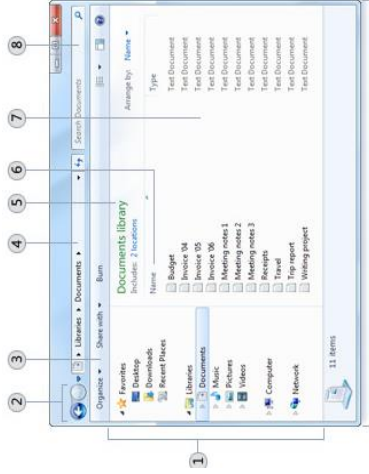 2
3
4
5
6
7
8
1
Libraries Documents
Search Documents
Organize Share with Burn
Favorites
Desktop
Downloads
Recent Places
Libraries
Documents
Music
Pictures
Videos
Computer
Network
Documents library
Includes: 2 locations
Arrange by: Name
Name Type
Budget Text Document
Invoice '04 Text Document
Invoice '05 Text Document
Invoice '06 Text Document
Meeting notes 1 Text Document
Meeting notes 2 Text Document
Meeting notes 3 Text Document
Receipts Text Document
Travel Text Document
Trip report Text Document
Writing project Text Document
11 items